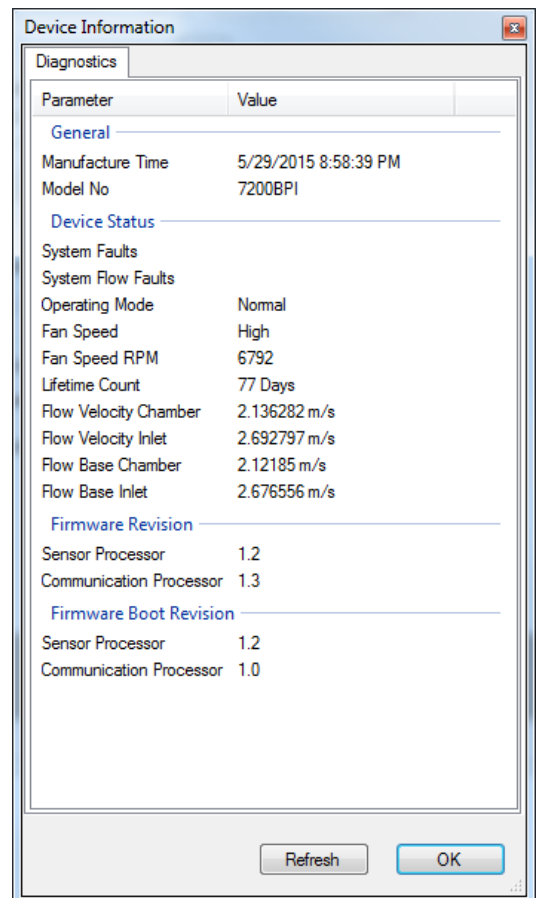 Device Information
Diagnostics
Parameter Value
General
Manufacture Time 5/29/2015 8:58:39 PM
Model No 7200BPI
Device Status
System Faults
System Flow Faults
Operating Mode Normal
Fan Speed High
Fan Speed RPM 6792
Lifetime Count 77 Days
Flow Velocity Chamber 2.136282 m/s
Flow Velocity Inlet 2.692797 m/s
Flow Base Chamber 2.12185 m/s
Flow Base Inlet 2.676556 m/s
Firmware Revision
Sensor Processor 1.2
Communication Processor 1.3
Firmware Boot Revision
Sensor Processor 1.2
Communication Processor 1.0
Refresh OK